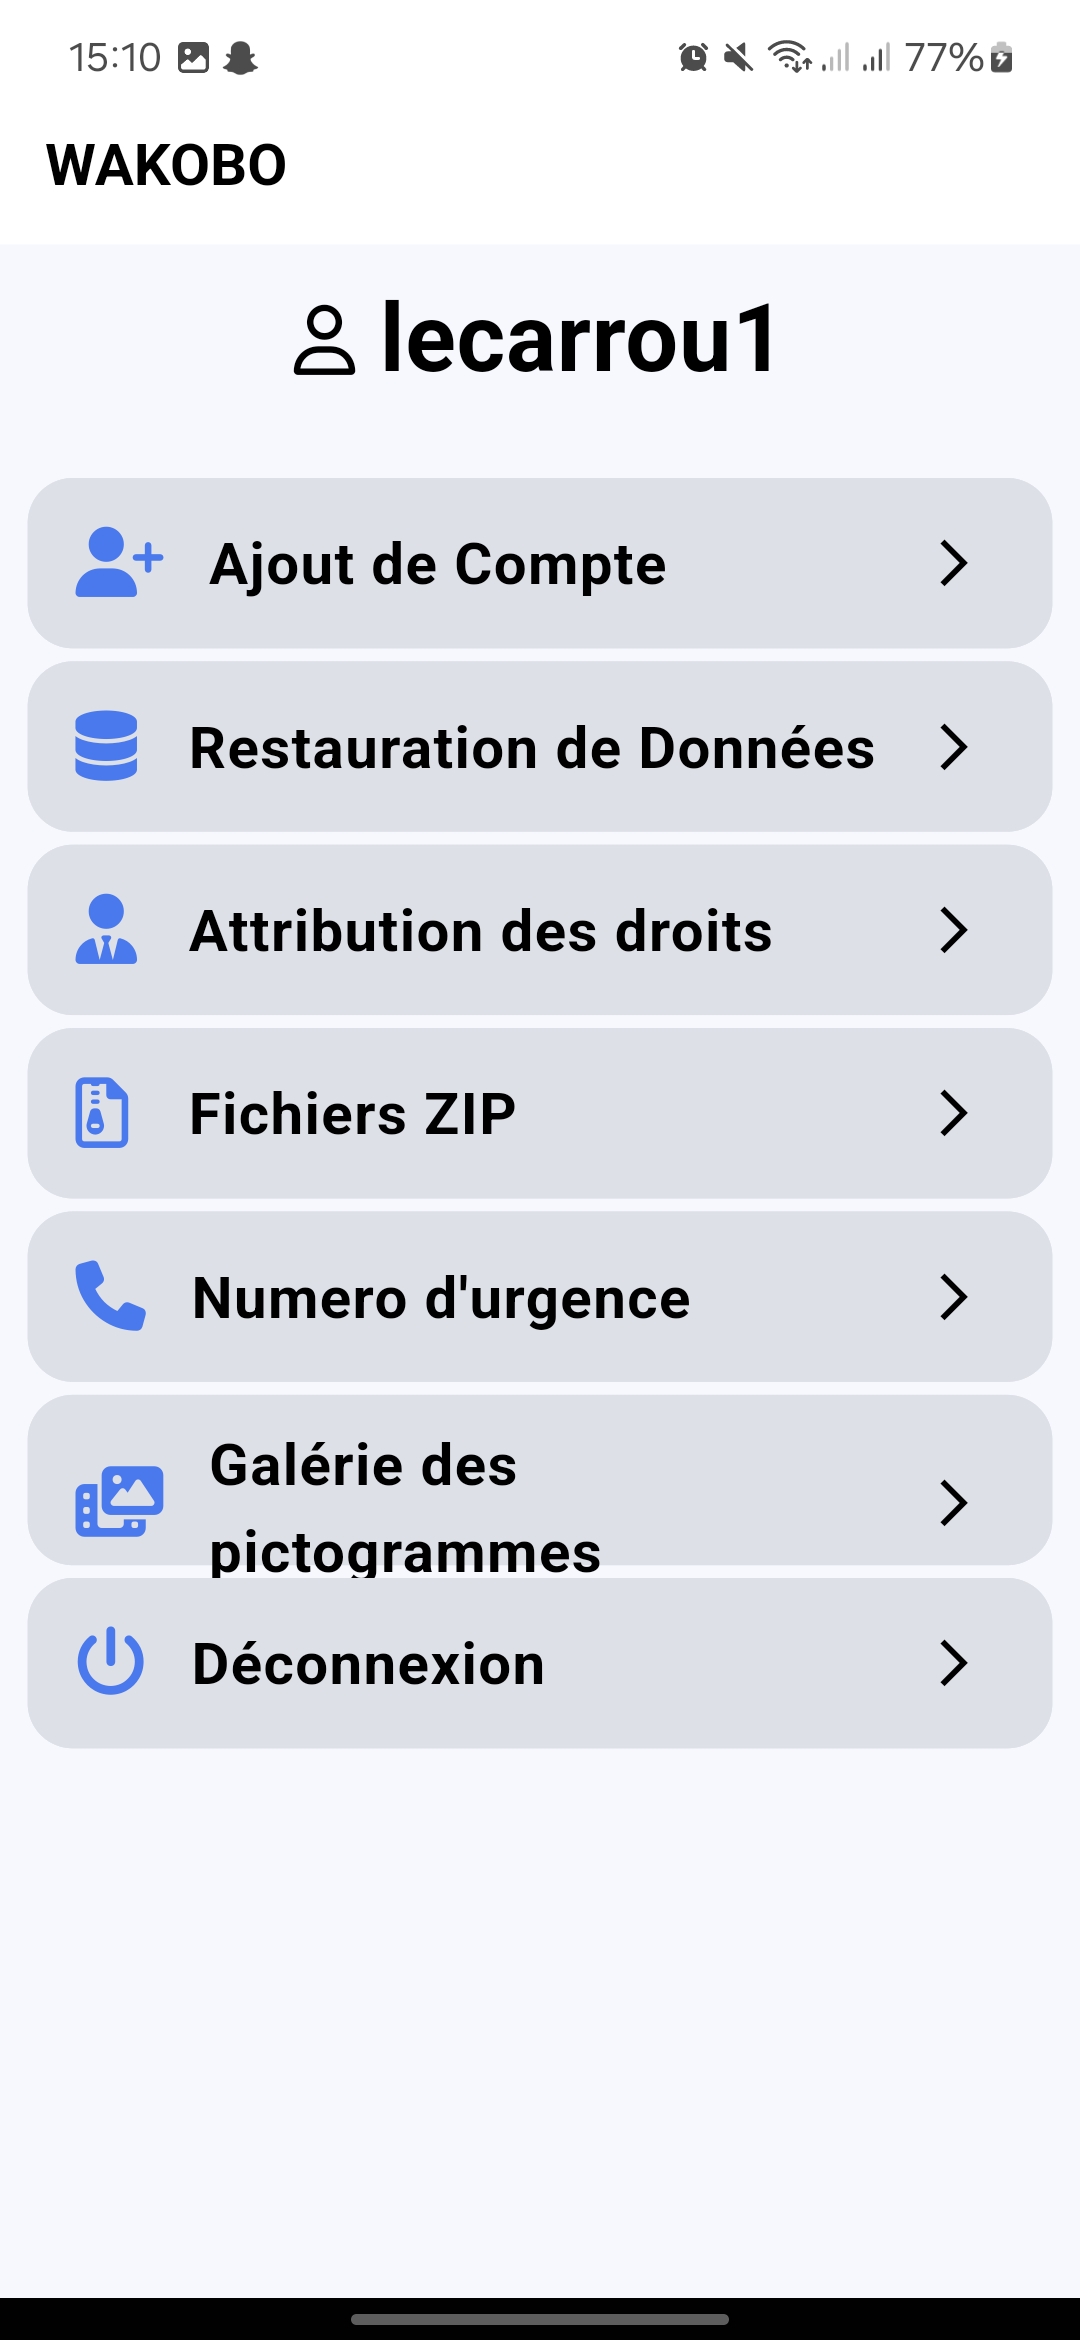 15:10 77%
WAKOBO
lecarrou1
Ajout de Compte
Restauration de Données
Attribution des droits
Fichiers ZIP
Numero d'urgence
Galérie des
pictogrammes
Déconnexion